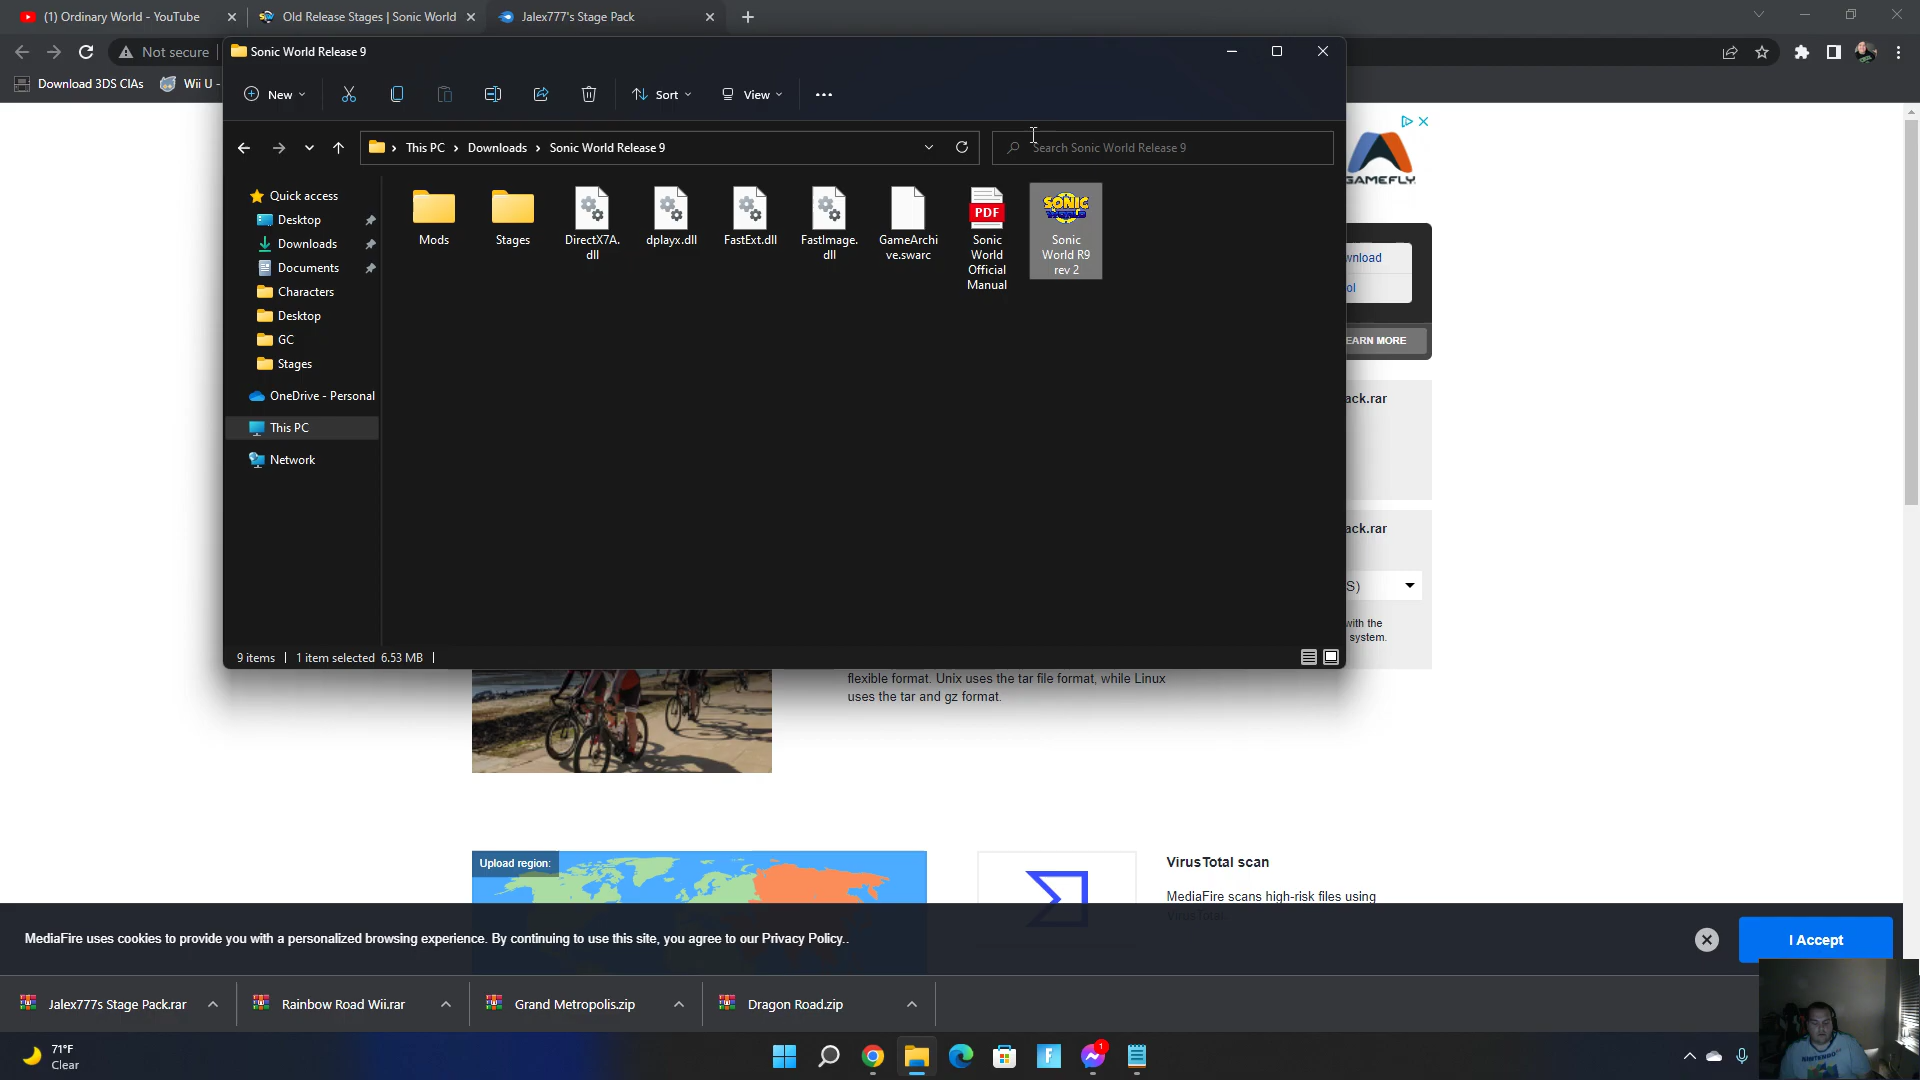 (1) Ordinary World - YouTube
Old Release Stages | Sonic World
Jalex777's Stage Pack
Not secure
Download 3DS CIAs
Wii U -
Sonic World Release 9
New
Sort
View
This PC > Downloads > Sonic World Release 9
Search Sonic World Release 9
Quick access
Desktop
Downloads
Documents
Characters
Desktop
GC
Stages
OneDrive - Personal
This PC
Network
Mods
Stages
DirectX7A.
dll
dplayx.dll
FastExt.dll
FastImage.
dll
GameArchi
ve.swarc
PDF
Sonic
World
Official
Manual
SONIC
WORLD
Sonic
World R9
rev 2
9 items
1 item selected 6.53 MB
GAMEFLY.
wnload
ol
EARN MORE
ack.rar
ack.rar
S)
with the
system.
flexible format. Unix uses the tar file format, while Linux
uses the tar and gz format.
Upload region:
VirusTotal scan
MediaFire scans high-risk files using
VirusTotal.
MediaFire uses cookies to provide you with a personalized browsing experience. By continuing to use this site, you agree to our Privacy Policy..
I Accept
Jalex777s Stage Pack.rar
Rainbow Road Wii.rar
Grand Metropolis.zip
Dragon Road.zip
71°F
Clear
1
NINTENDO